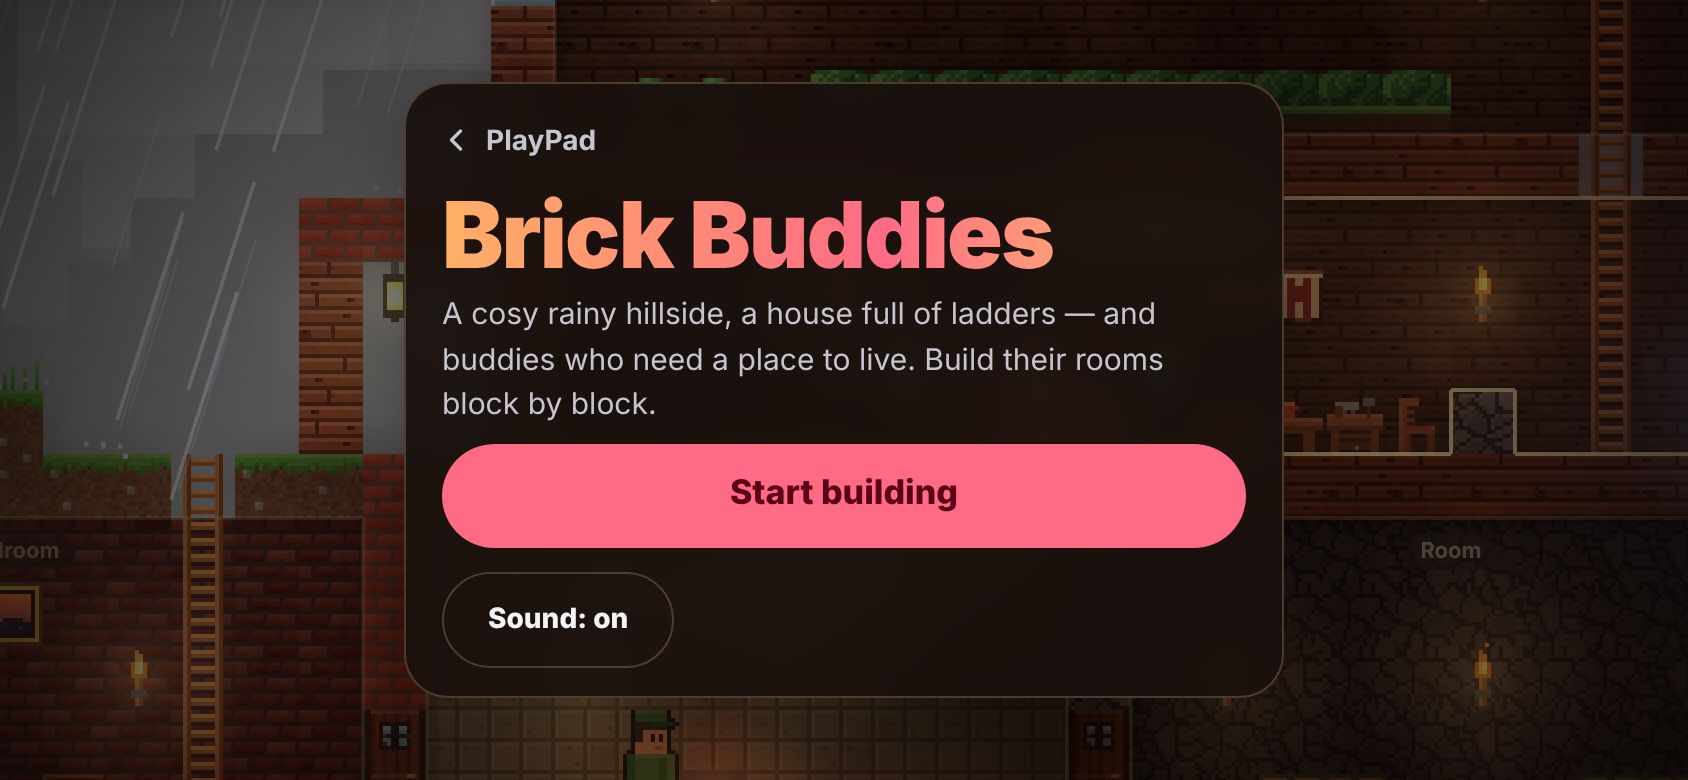 PlayPad
Brick Buddies
A cosy rainy hillside, a house full of ladders — and
buddies who need a place to live. Build their rooms
block by block.
Start building
Sound: on
Room